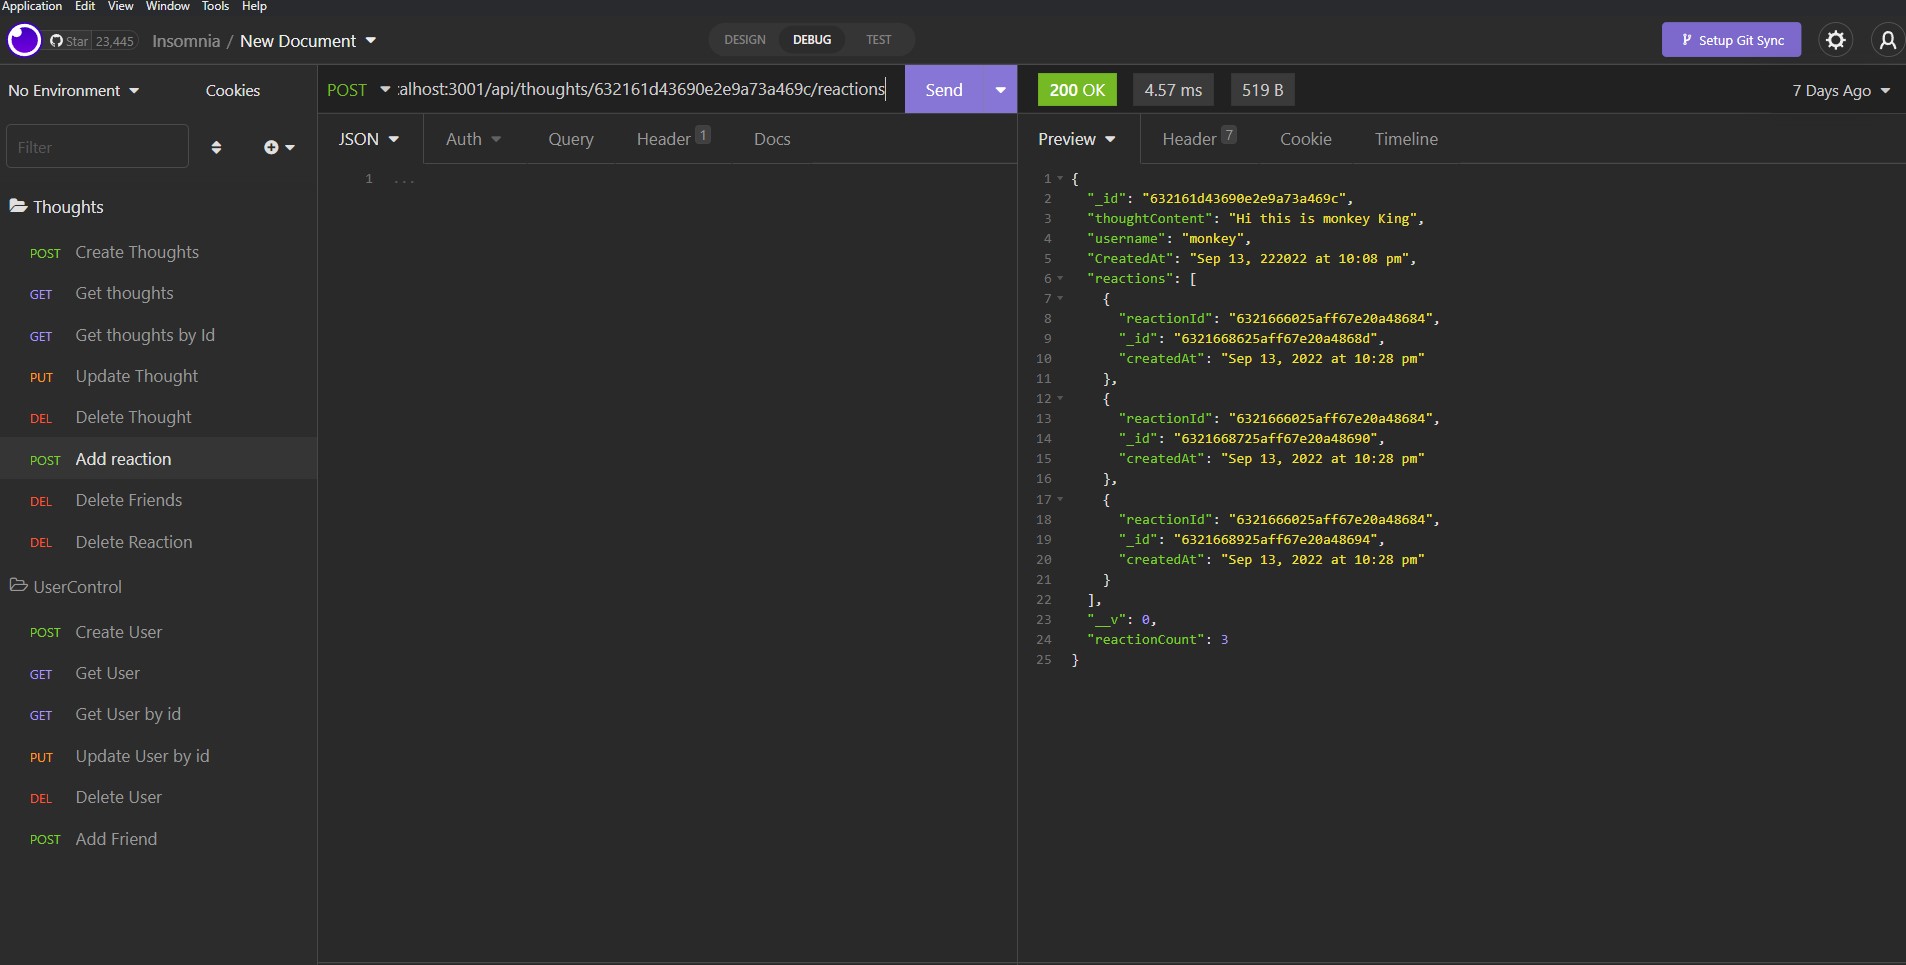 Application Edit View Window Tools Help
Star 23,445 Insomnia / New Document
DESIGN DEBUG TEST
Setup Git Sync
No Environment Cookies
POST :alhost:3001/api/thoughts/632161d43690e2e9a73a469c/reactions Send
200 OK 4.57 ms 519 B 7 Days Ago
Filter
JSON Auth Query Header 1 Docs
Preview Header 7 Cookie Timeline
Thoughts
POST Create Thoughts
GET Get thoughts
GET Get thoughts by Id
PUT Update Thought
DEL Delete Thought
POST Add reaction
DEL Delete Friends
DEL Delete Reaction
UserControl
POST Create User
GET Get User
GET Get User by id
PUT Update User by id
DEL Delete User
POST Add Friend
1 ...
1 {
2 "_id": "632161d43690e2e9a73a469c",
3 "thoughtContent": "Hi this is monkey King",
4 "username": "monkey",
5 "CreatedAt": "Sep 13, 222022 at 10:08 pm",
6 "reactions": [
7 {
8 "reactionId": "6321666025aff67e20a48684",
9 "_id": "6321668625aff67e20a4868d",
10 "createdAt": "Sep 13, 2022 at 10:28 pm"
11 },
12 {
13 "reactionId": "6321666025aff67e20a48684",
14 "_id": "6321668725aff67e20a48690",
15 "createdAt": "Sep 13, 2022 at 10:28 pm"
16 },
17 {
18 "reactionId": "6321666025aff67e20a48684",
19 "_id": "6321668925aff67e20a48694",
20 "createdAt": "Sep 13, 2022 at 10:28 pm"
21 }
22 ],
23 "__v": 0,
24 "reactionCount": 3
25 }